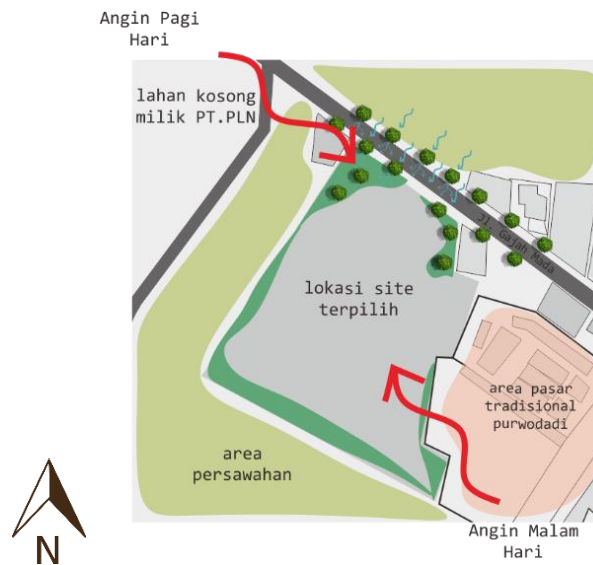 Angin Pagi
Hari
lahan kosong
milik PT.PLN
Jl. Gajah Mada
lokasi site
terpilih
area pasar
tradisional
purwodadi
area
persawahan
Angin Malam
Hari
N